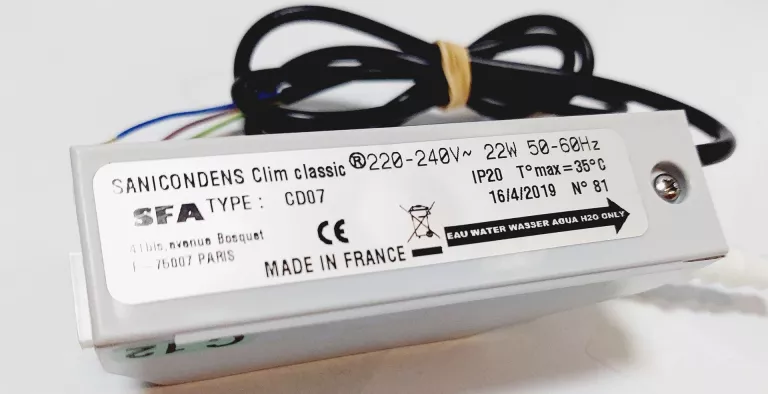 SANICONDENS Clim classic® 220-240V~ 22W 50-60Hz
IP20 T°max=35°C
SFA TYPE : CD07
16/4/2019 N° 81
41bis, avenue Bosquet
F-75007 PARIS
CE
MADE IN FRANCE
EAU WATER WASSER AGUA H2O ONLY
C 12